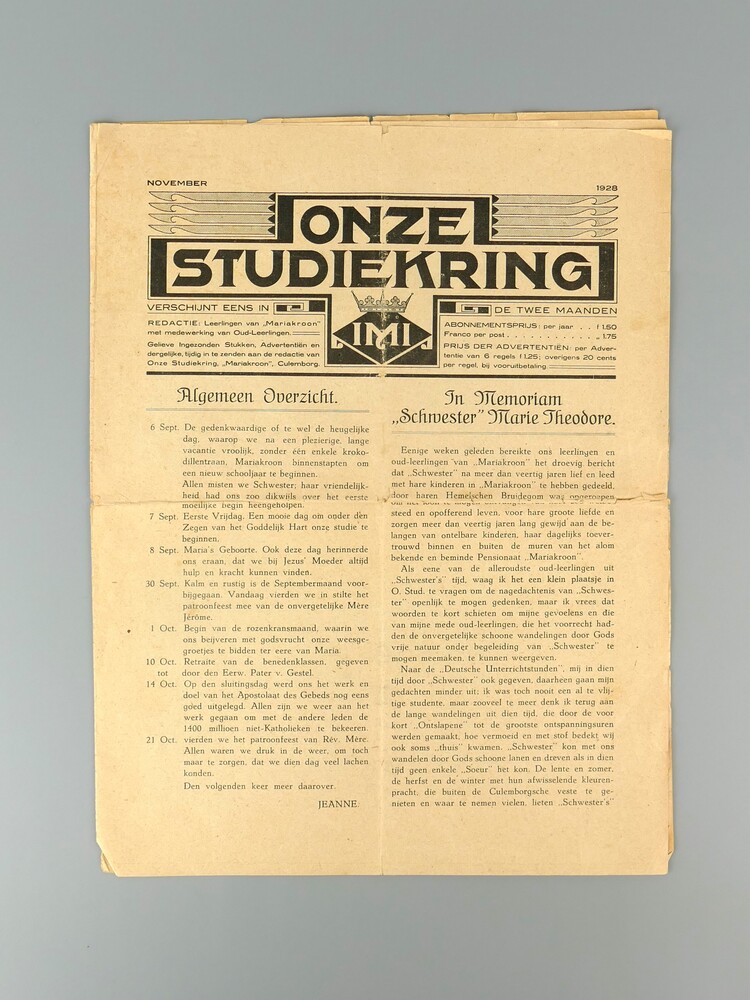 NOVEMBER
1928
ONZE
STUDIEKRING
VERSCHIJNT EENS IN
DE TWEE MAANDEN
REDACTIE: Leerlingen van „Mariakroon"
met medewerking van Oud-Leerlingen.
Gelieve Ingezonden Stukken, Advertentiën en
dergelijke, tijdig in te zenden aan de redactie van
Onze Studiekring, „Mariakroon", Culemborg.
IMI
ABONNEMENTSPRIJS: per jaar . . f 1.50
Franco per post . . . . . . . . . . . . „ 1.75
PRIJS DER ADVERTENTIËN: per Adver-
tentie van 6 regels f 1.25; overigens 20 cents
per regel, bij vooruitbetaling
Algemeen Overzicht.
6 Sept. De gedenkwaardige of te wel de heugelijke
dag, waarop we na een plezierige, lange
vacantie vroolijk, zonder één enkele kroko-
dillentraan, Mariakroon binnenstapten om
een nieuw schooljaar te beginnen.
Allen misten we Schwester; haar vriendelijk-
heid had ons zoo dikwijls over het eerste
moeilijke begin heengeholpen.
7 Sept. Eerste Vrijdag. Een mooie dag om onder den
Zegen van het Goddelijk Hart onze studie te
beginnen.
8 Sept. Maria's Geboorte. Ook deze dag herinnerde
ons eraan, dat we bij Jezus' Moeder altijd
hulp en kracht kunnen vinden.
30 Sept. Kalm en rustig is de Septembermaand voor-
bijgegaan. Vandaag vierden we in stilte het
patroonfeest mee van de onvergetelijke Mère
Jérôme.
1 Oct. Begin van de rozenkransmaand, waarin we
ons beijveren met godsvrucht onze weesge-
groetjes te bidden ter eere van Maria.
10 Oct. Retraite van de benedenklassen, gegeven
tot door den Eerw. Pater v. Gestel.
14 Oct. Op den sluitingsdag werd ons het werk en
doel van het Apostolaat des Gebeds nog eens
goed uitgelegd. Allen zijn we weer aan het
werk gegaan om met de andere leden de
1400 millioen niet-Katholieken te bekeeren.
21 Oct. vierden we het patroonfeest van Rév. Mère.
Allen waren we druk in de weer, om toch
maar te zorgen, dat we dien dag veel lachen
konden.
Den volgenden keer meer daarover.
JEANNE.
In Memoriam
„Schwester" Marie Theodore.
Eenige weken geleden bereikte ons leerlingen en
oud-leerlingen van „Mariakroon" het droevig bericht
dat „Schwester" na meer dan veertig jaren lief en leed
met hare kinderen in „Mariakroon" te hebben gedeeld,
door haren Hemelschen Bruidegom was opgeroepen
steed en opofferend leven, voor hare groote liefde en
zorgen meer dan veertig jaren lang gewijd aan de be-
langen van ontelbare kinderen, haar dagelijks toever-
trouwd binnen en buiten de muren van het alom
bekende en beminde Pensionaat „Mariakroon".
Als eene van de alleroudste oud-leerlingen uit
„Schwester's" tijd, waag ik het een klein plaatsje in
O. Stud. te vragen om de nagedachtenis van „Schwes-
ter" openlijk te mogen gedenken, maar ik vrees dat
woorden te kort schieten om mijne gevoelens en die
van mijne mede oud-leerlingen, die het voorrecht had-
den de onvergetelijke schoone wandelingen door Gods
vrije natuur onder begeleiding van „Schwester" te
mogen meemaken, te kunnen weergeven.
Naar de „Deutsche Unterrichtstunden", mij in dien
tijd door „Schwester" ook gegeven, daarheen gaan mijn
gedachten minder uit; ik was toch nooit een al te vlij-
tige studente, maar zooveel te meer denk ik terug aan
de lange wandelingen uit dien tijd, die door de voor
kort „Ontslapene" tot de grootste ontspanningsuren
werden gemaakt, hoe vermoeid en met stof bedekt wij
ook soms „thuis" kwamen. „Schwester" kon met ons
wandelen door Gods schoone lanen en dreven als in dien
tijd geen enkele „Soeur" het kon. De lente en zomer,
de herfst en de winter met hun afwisselende kleuren-
pracht, die buiten de Culemborgsche veste te ge-
nieten en waar te nemen vielen, lieten „Schwester's"